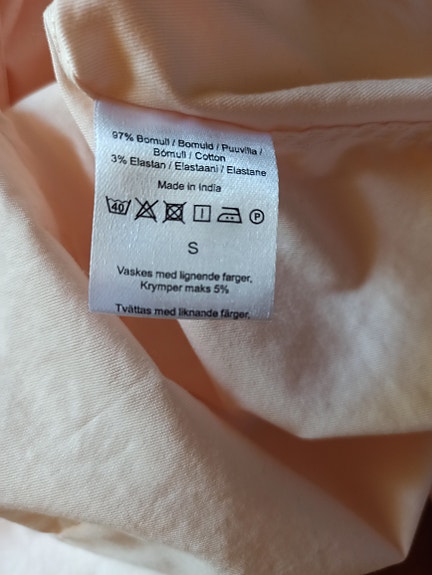 97% Bomull / Bomuld / Puuvilla /
Bómull / Cotton
3% Elastan / Elastaani / Elastane
Made in India
40 P
S
Vaskes med lignende farger.
Krymper maks 5%
Tvättas med liknande färger.